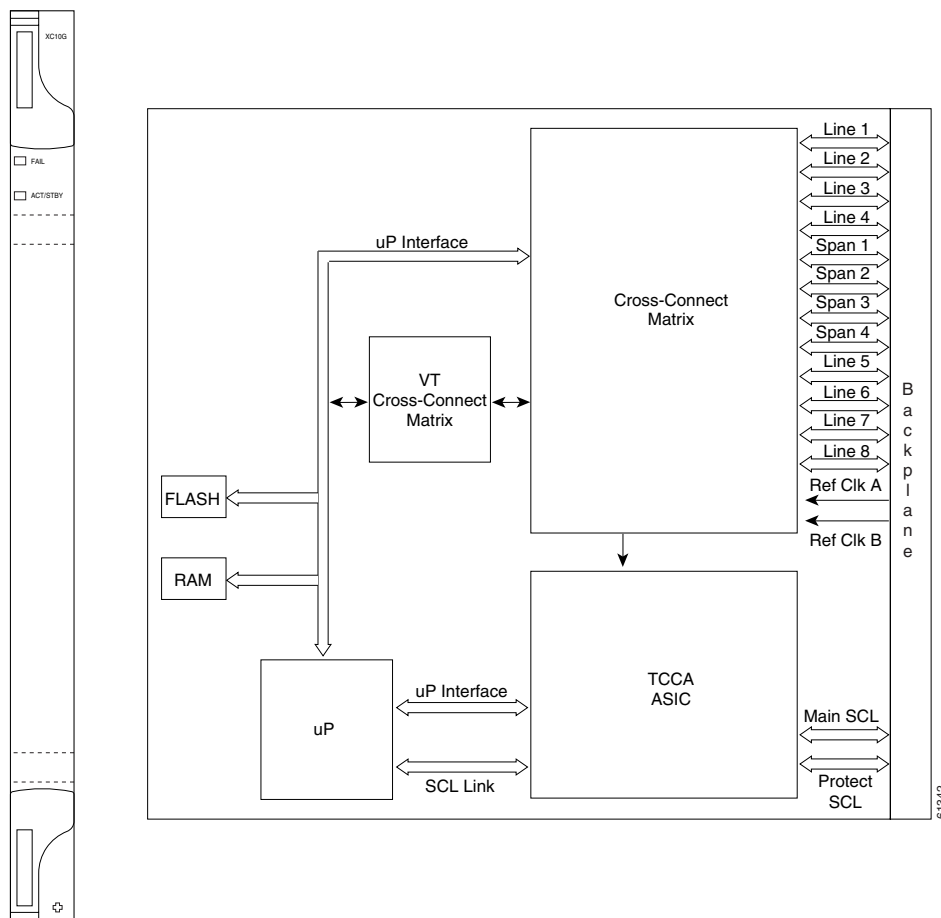 XC10G
FAIL
ACT/STBY
uP Interface
Cross-Connect
Matrix
VT
Cross-Connect
Matrix
FLASH
RAM
uP
uP Interface
SCL Link
TCCA
ASIC
Line 1
Line 2
Line 3
Line 4
Span 1
Span 2
Span 3
Span 4
Line 5
Line 6
Line 7
Line 8
Ref Clk A
Ref Clk B
Main SCL
Protect
SCL
Backplane
61342